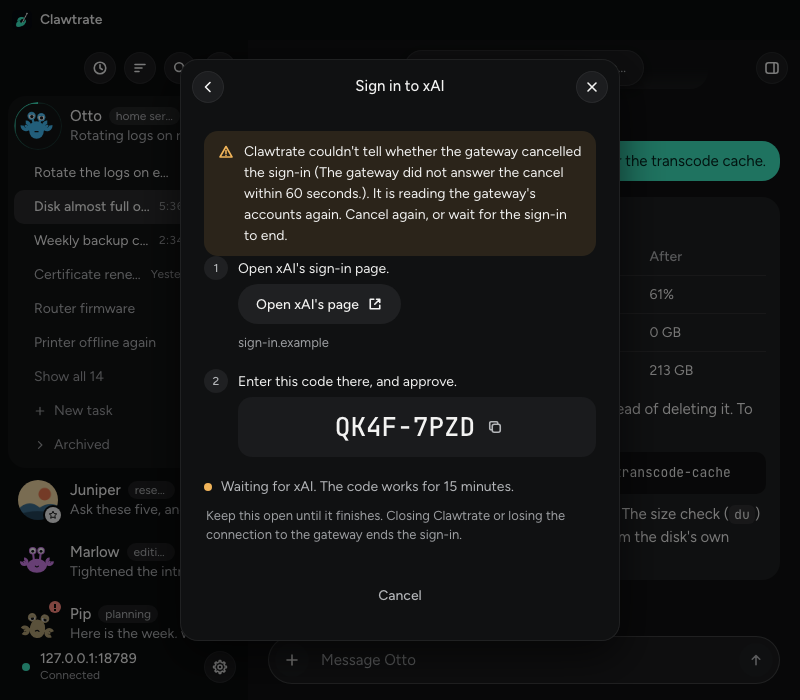 Clawtrate
Sign in to xAI
Otto
home ser...
Rotating logs on
Rotate the logs on e...
Disk almost full o...
5:36
Weekly backup c...
2:34
Certificate rene...
Yeste
Router firmware
Printer offline again
Show all 14
New task
Archived
Juniper
rese...
Ask these five, an
Marlow
editi...
Tightened the intr
Pip
planning
Here is the week.
127.0.0.1:18789
Connected
Clawtrate couldn't tell whether the gateway cancelled
the sign-in (The gateway did not answer the cancel
within 60 seconds.). It is reading the gateway's
accounts again. Cancel again, or wait for the sign-in
to end.
1
Open xAI's sign-in page.
Open xAI's page
sign-in.example
2
Enter this code there, and approve.
QK4F-7PZD
Waiting for xAI. The code works for 15 minutes.
Keep this open until it finishes. Closing Clawtrate or losing the
connection to the gateway ends the sign-in.
Cancel
the transcode cache.
After
61%
0 GB
213 GB
ead of deleting it. To
transcode-cache
The size check (du)
m the disk's own
Message Otto